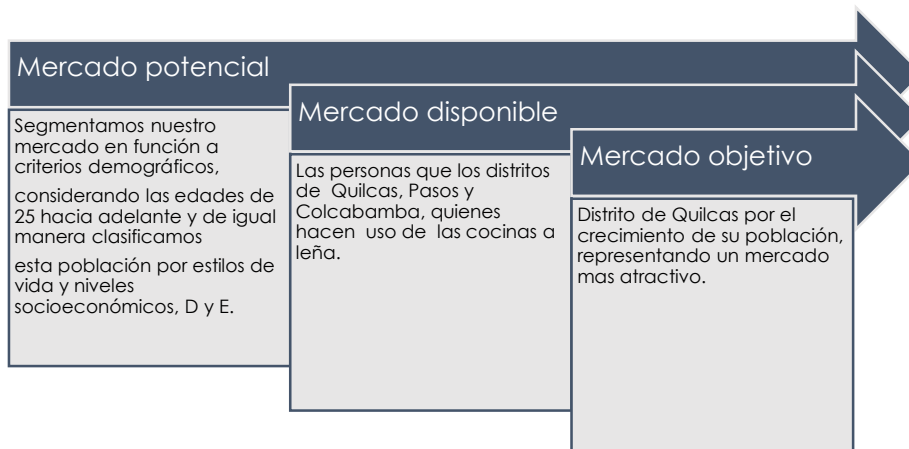 Mercado potencial
Segmentamos nuestro
mercado en función a
criterios demográficos,
considerando las edades de
25 hacia adelante y de igual
manera clasificamos
esta población por estilos de
vida y niveles
socioeconómicos, D y E.
Mercado disponible
Las personas que los distritos
de Quilcas, Pasos y
Colcabamba, quienes
hacen uso de las cocinas a
leña.
Mercado objetivo
Distrito de Quilcas por el
crecimiento de su población,
representando un mercado
mas atractivo.